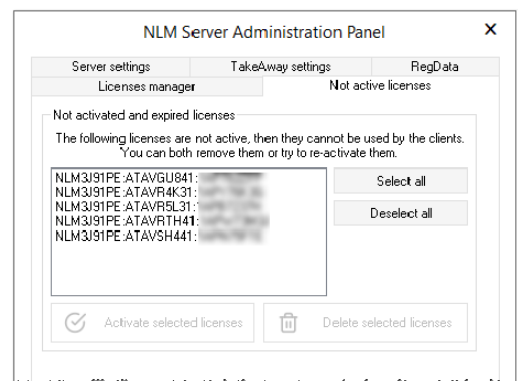 NLM Server Administration Panel
Server settings
TakeAway settings
RegData
Licenses manager
Not active licenses
Not activated and expired licenses
The following licenses are not active, then they cannot be used by the clients.
You can both remove them or try to re-activate them.
NLM3J91PE:ATAVGU841:
NLM3J91PE:ATAVR4K31:
NLM3J91PE:ATAVR5L31:
NLM3J91PE:ATAVRTH41:
NLM3J91PE:ATAVSH441:
Select all
Deselect all
Activate selected licenses
Delete selected licenses